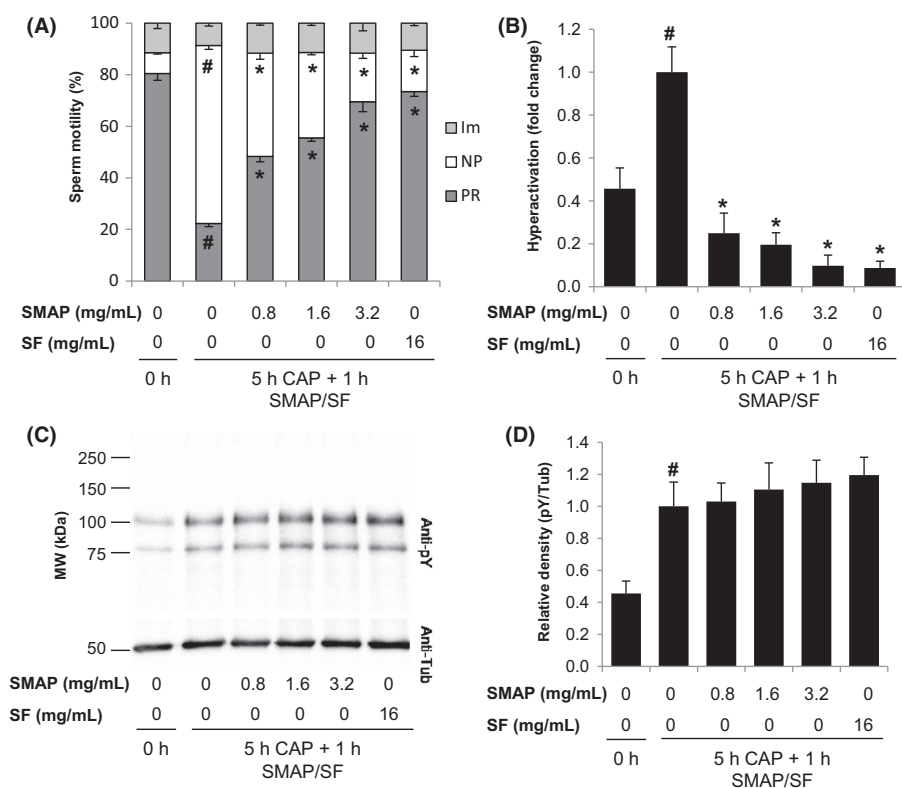 (A)
Sperm motility (%)
100
80
60
40
20
0
# # * * * * * * * *
Im
NP
PR
SMAP (mg/mL) 0 0 0.8 1.6 3.2 0
SF (mg/mL) 0 0 0 0 0 16
0 h 5 h CAP + 1 h
SMAP/SF
(B)
Hyperactivation (fold change)
1.2
1.0
0.8
0.6
0.4
0.2
0.0
# * * * *
SMAP (mg/mL) 0 0 0.8 1.6 3.2 0
SF (mg/mL) 0 0 0 0 0 16
0 h 5 h CAP + 1 h
SMAP/SF
(C)
MW (kDa)
250
150
100
75
50
Anti-pY
Anti-Tub
SMAP (mg/mL) 0 0 0.8 1.6 3.2 0
SF (mg/mL) 0 0 0 0 0 16
0 h 5 h CAP + 1 h
SMAP/SF
(D)
Relative density (pY/Tub)
1.4
1.2
1.0
0.8
0.6
0.4
0.2
0.0
#
SMAP (mg/mL) 0 0 0.8 1.6 3.2 0
SF (mg/mL) 0 0 0 0 0 16
0 h 5 h CAP + 1 h
SMAP/SF